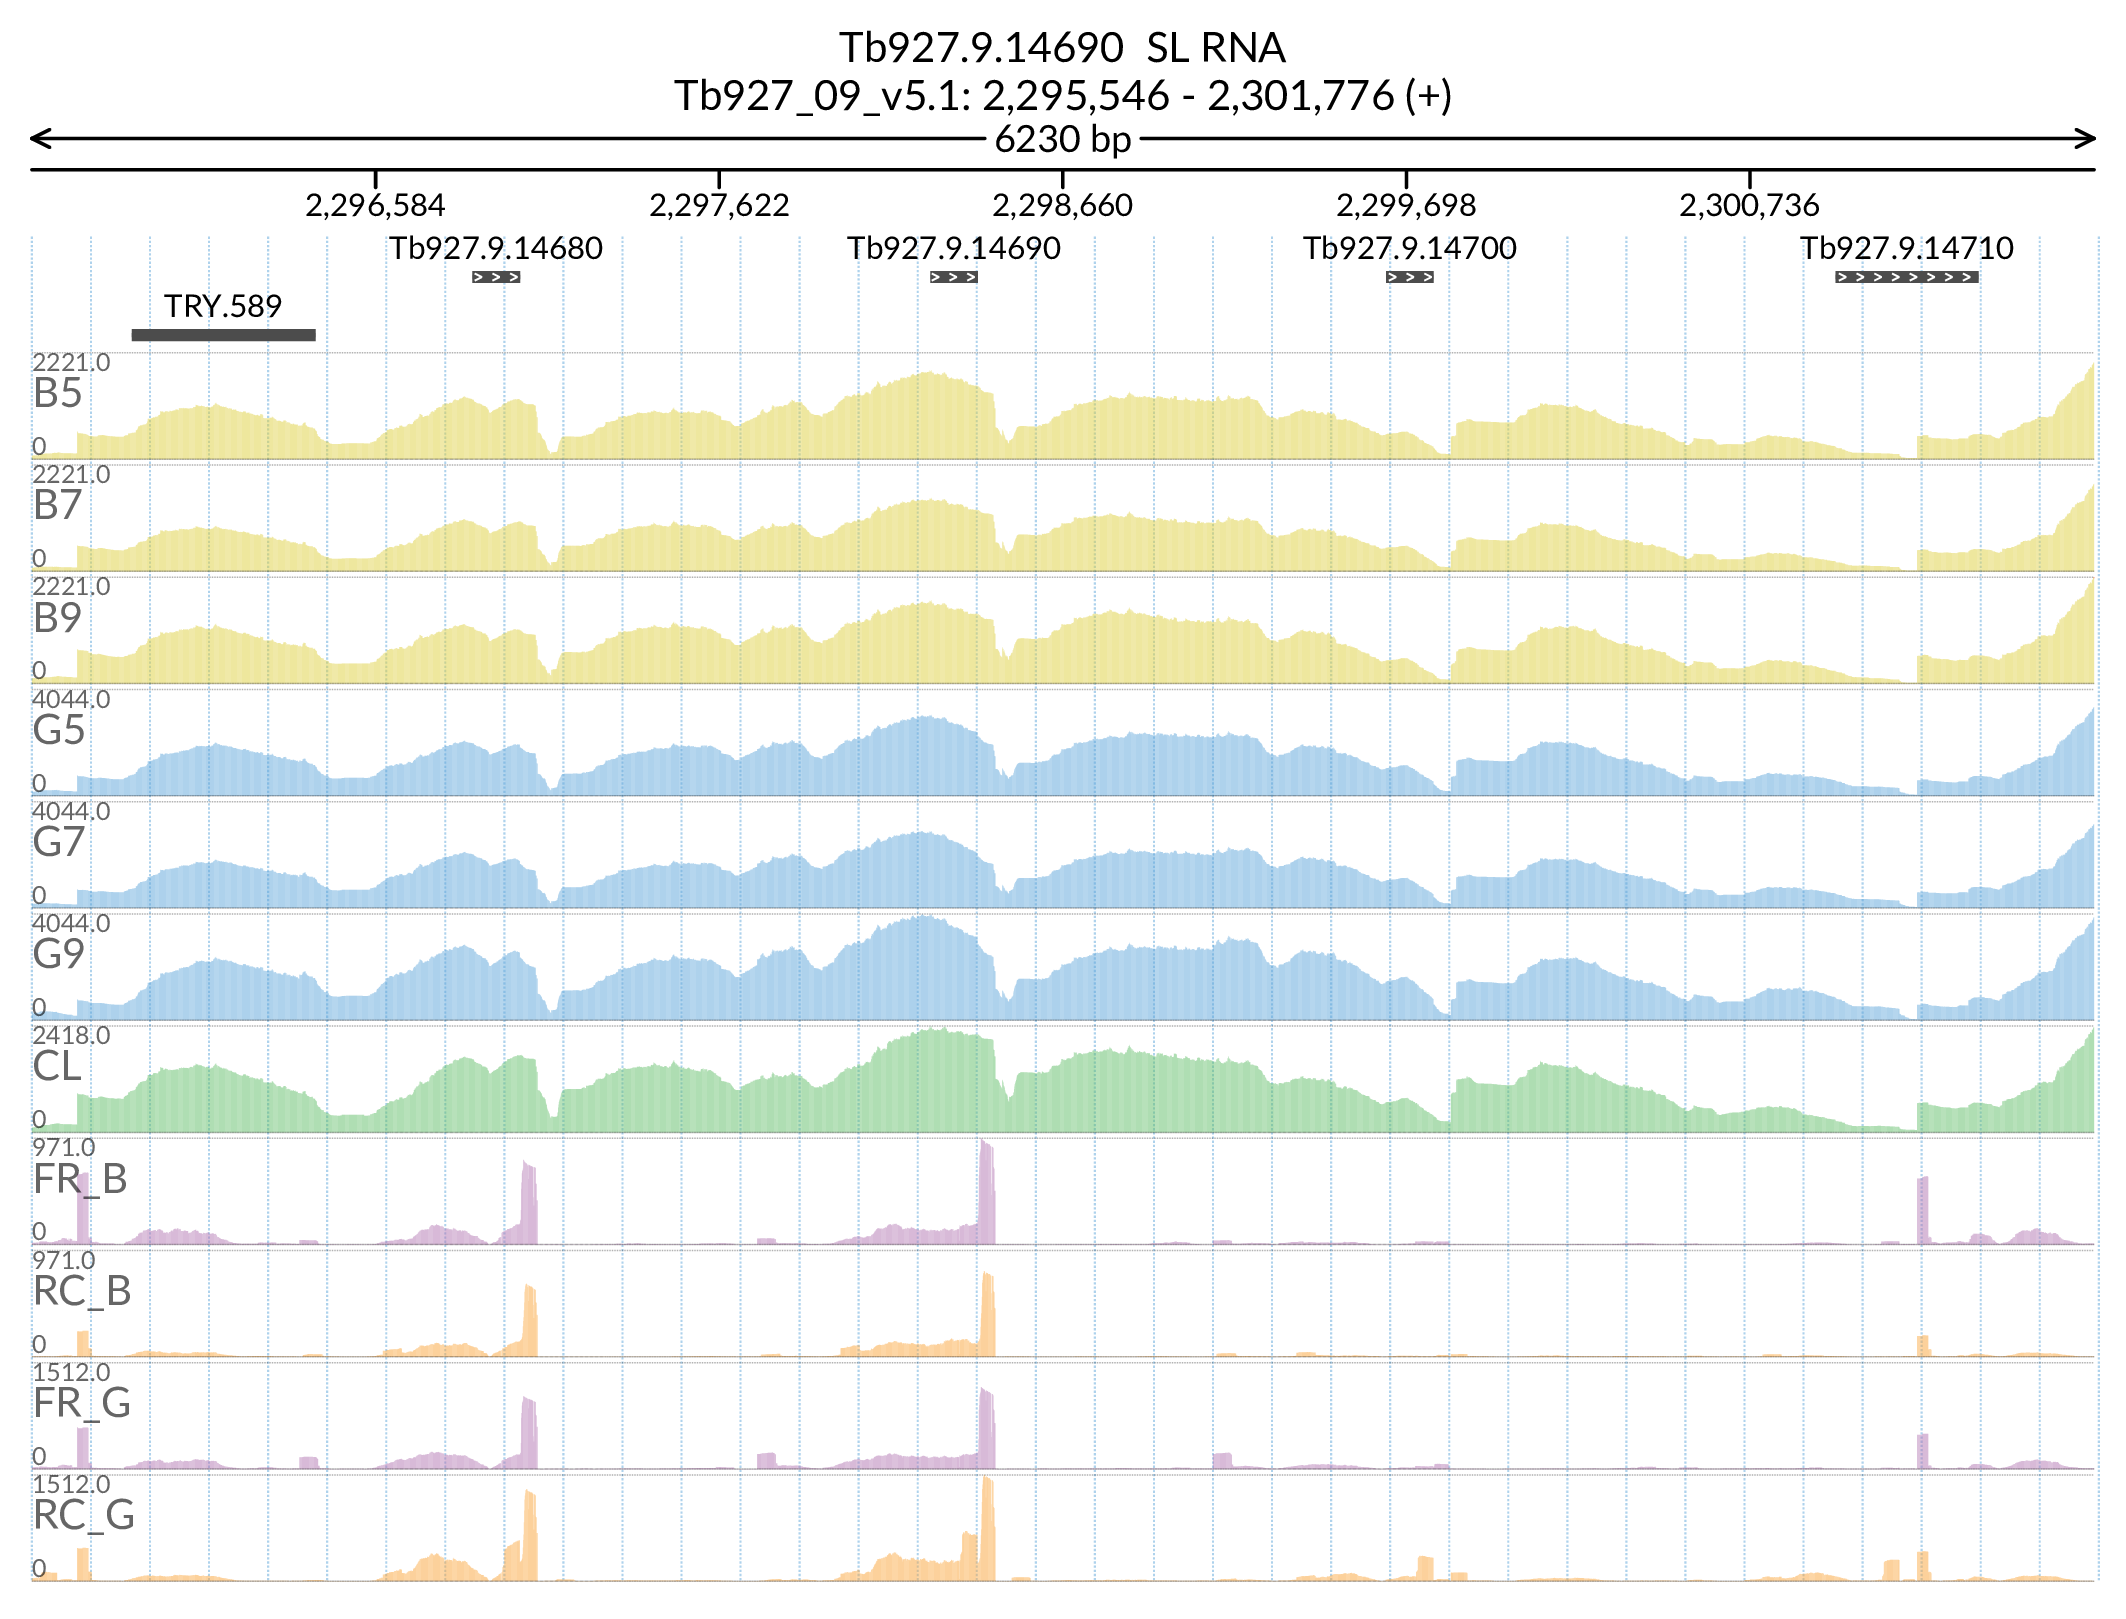 Tb927.9.14690  SL RNA
Tb927_09_v5.1: 2,295,546 - 2,301,776 (+)
6230 bp
2,296,584 2,297,622 2,298,660 2,299,698 2,300,736
Tb927.9.14680 Tb927.9.14690 Tb927.9.14700 Tb927.9.14710
TRY.589
2221.0
B5
0
2221.0
B7
0
2221.0
B9
0
4044.0
G5
0
4044.0
G7
0
4044.0
G9
0
2418.0
CL
0
971.0
FR_B
0
971.0
RC_B
0
1512.0
FR_G
0
1512.0
RC_G
0